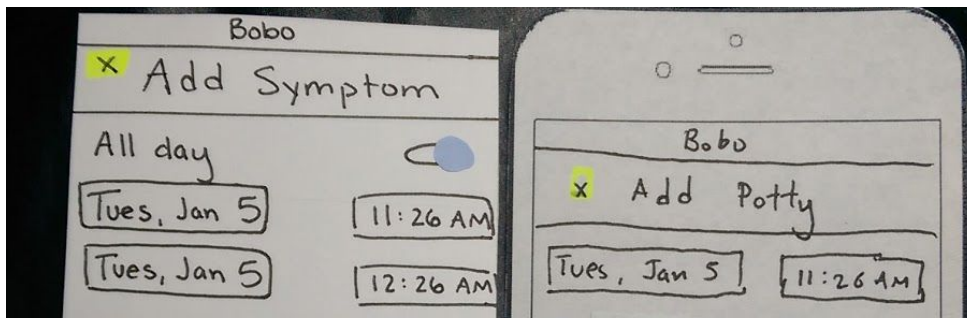 Bobo
x Add Symptom
All day
Tues, Jan 5 11:26 AM
Tues, Jan 5 12:26 AM
Bobo
x Add Potty
Tues, Jan 5 11:26 AM